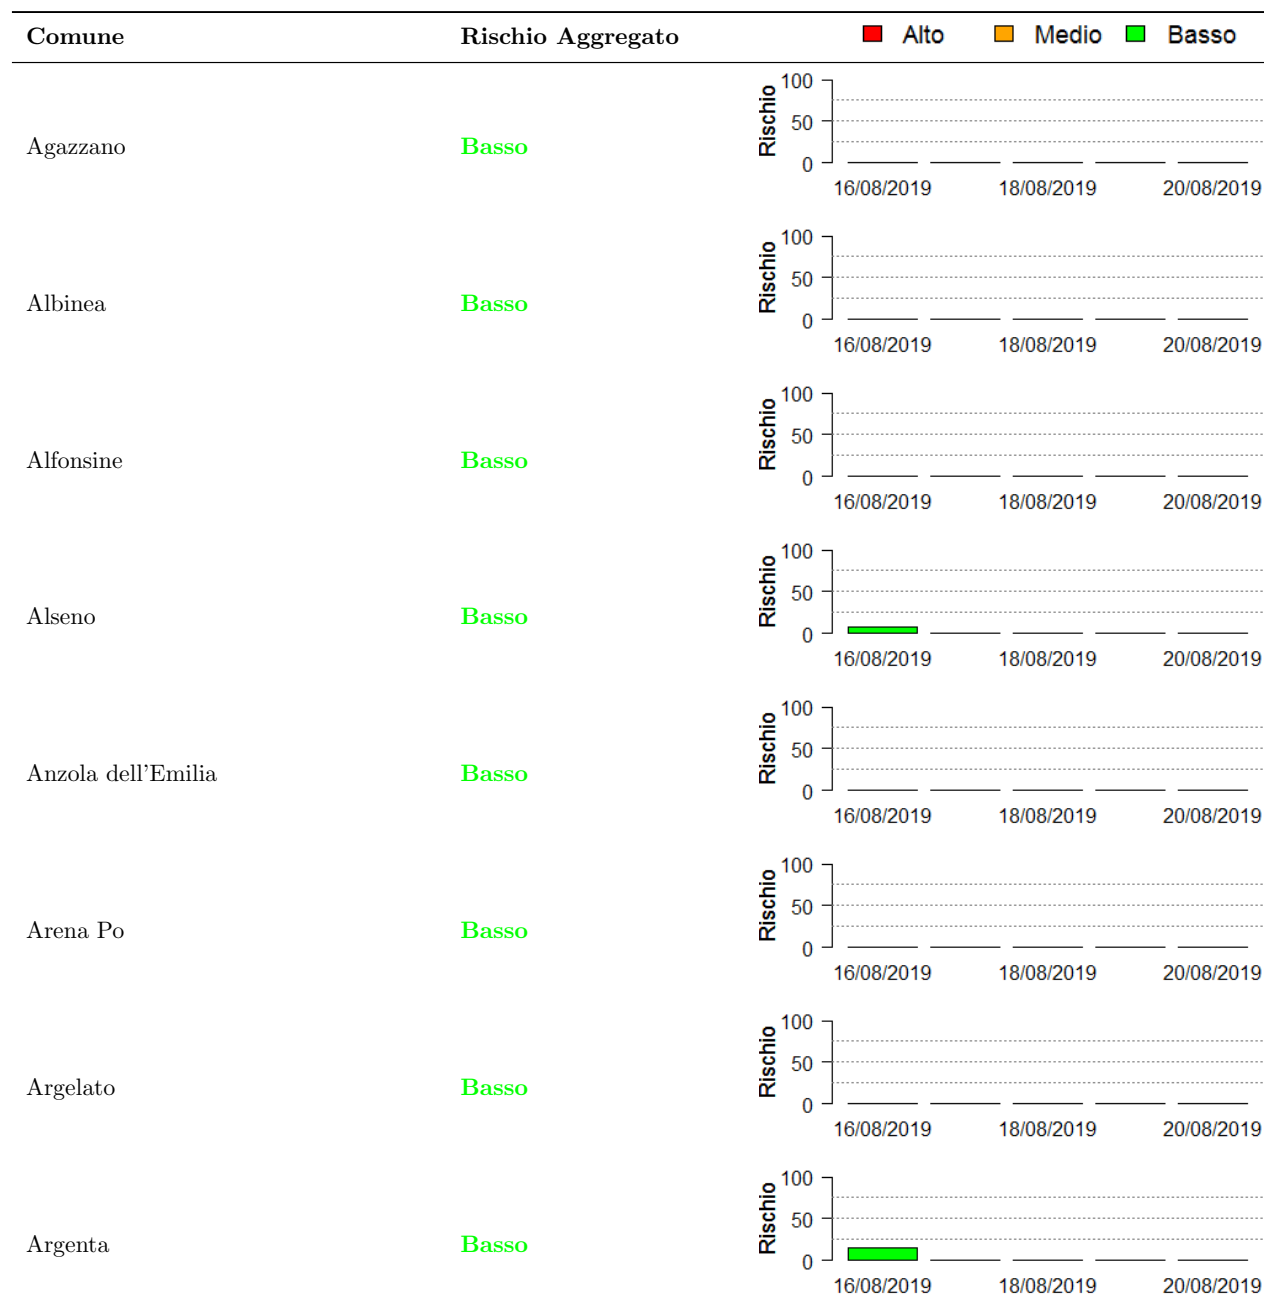 Comune Rischio Aggregato Alto Medio Basso
Agazzano Basso Rischio 100 50 0
16/08/2019 18/08/2019 20/08/2019
Albinea Basso Rischio 100 50 0
16/08/2019 18/08/2019 20/08/2019
Alfonsine Basso Rischio 100 50 0
16/08/2019 18/08/2019 20/08/2019
Alseno Basso Rischio 100 50 0
16/08/2019 18/08/2019 20/08/2019
Anzola dell'Emilia Basso Rischio 100 50 0
16/08/2019 18/08/2019 20/08/2019
Arena Po Basso Rischio 100 50 0
16/08/2019 18/08/2019 20/08/2019
Argelato Basso Rischio 100 50 0
16/08/2019 18/08/2019 20/08/2019
Argenta Basso Rischio 100 50 0
16/08/2019 18/08/2019 20/08/2019